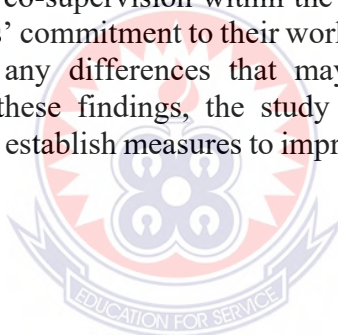 co-supervision within the
s’ commitment to their work
any differences that may
these findings, the study
establish measures to impr
EDUCATION FOR SERVICE